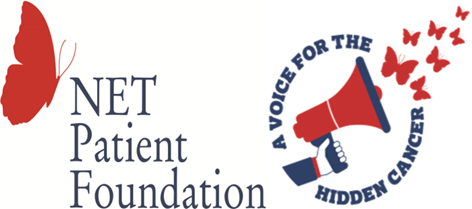 NET
Patient
Foundation
A VOICE FOR THE
HIDDEN CANCER